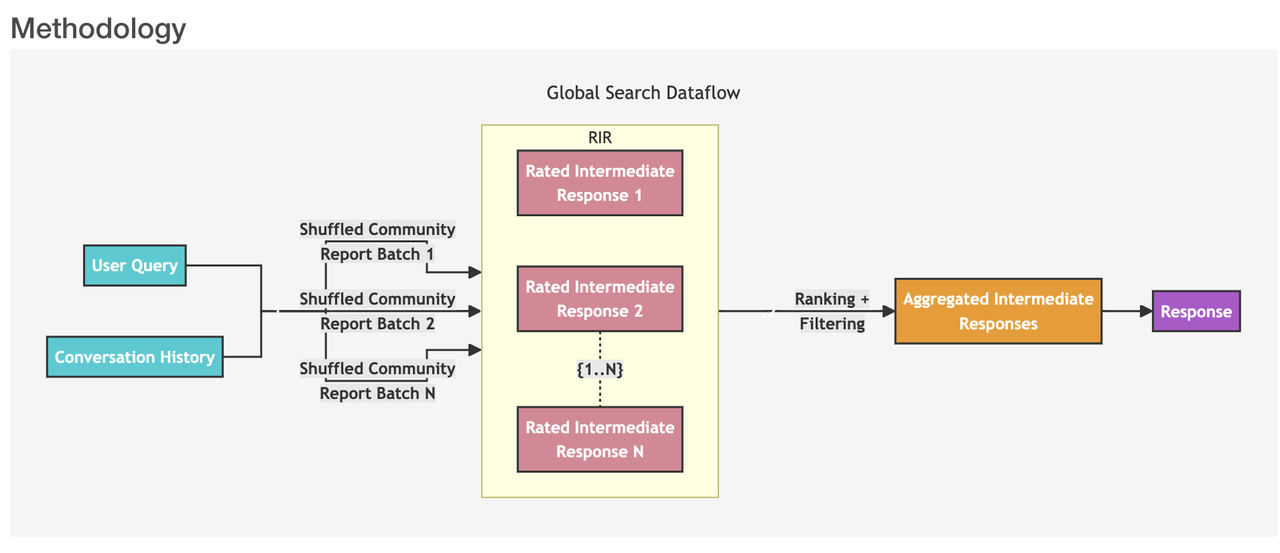 Methodology
Global Search Dataflow
RIR
Rated Intermediate
Response 1
Shuffled Community
Report Batch 1
User Query
Rated Intermediate
Response 2
Shuffled Community
Report Batch 2
Ranking +
Filtering
Aggregated Intermediate
Responses
Response
Conversation History
Shuffled Community
Report Batch N
{1..N}
Rated Intermediate
Response N